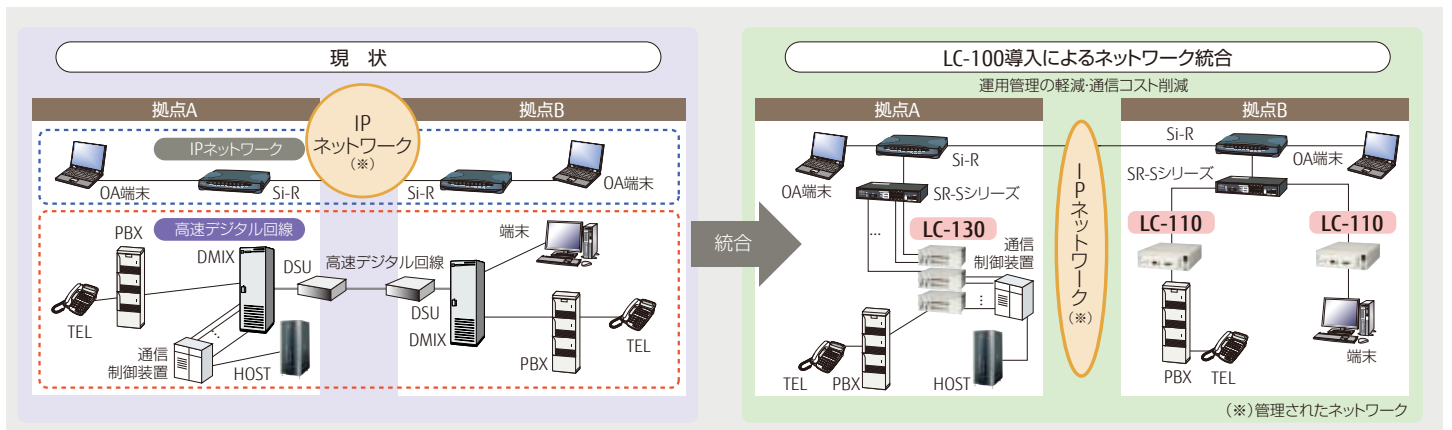 現 状
拠点A
拠点B
IP
ネットワーク
(※)
IPネットワーク
OA端末
Si-R
Si-R
OA端末
高速デジタル回線
PBX
DMIX
DSU
高速デジタル回線
端末
TEL
DSU
DMIX
通信
制御装置
HOST
PBX
TEL
統合
LC-100導入によるネットワーク統合
運用管理の軽減・通信コスト削減
拠点A
拠点B
OA端末
Si-R
SR-Sシリーズ
LC-130
…
通信
制御装置
…
TEL
PBX
HOST
IPネットワーク
(※)
Si-R
OA端末
SR-Sシリーズ
LC-110
LC-110
PBX
TEL
端末
(※)管理されたネットワーク